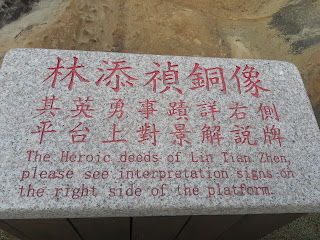 林添禎銅像
其英勇事蹟詳右側
平台上對景解説牌
The Heroic deeds of Lin Tian Zhen,
please see interpretation signs on
the right side of the platform.